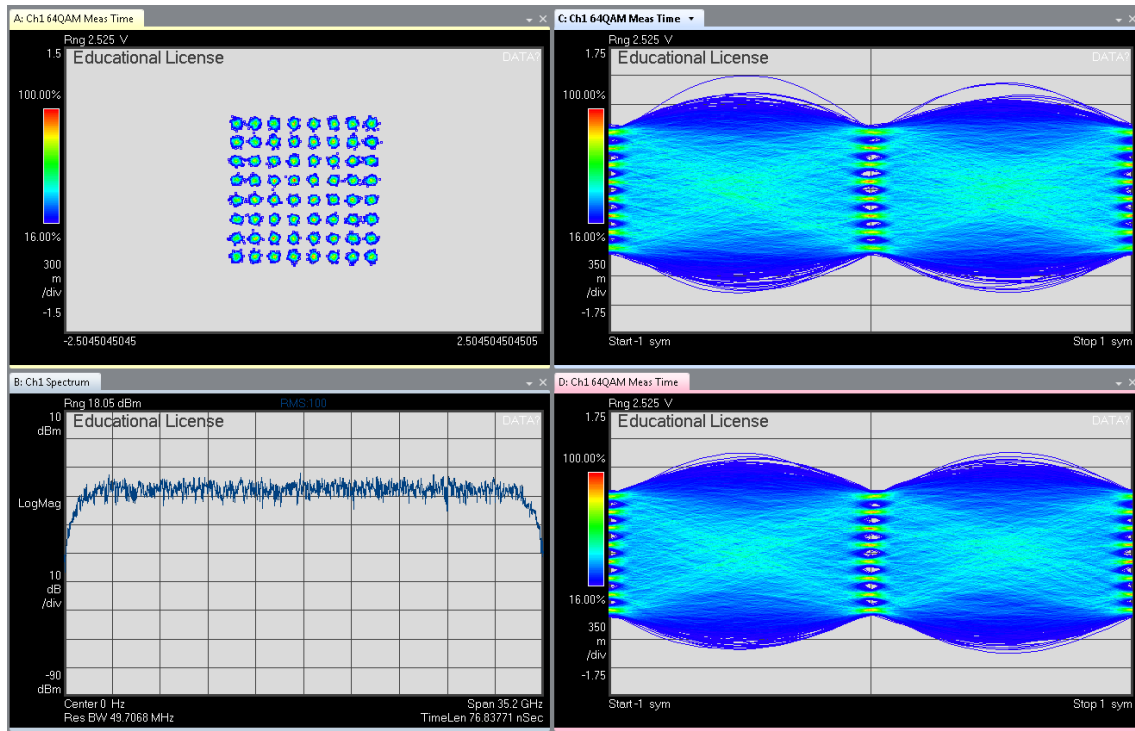 A: Ch1 64QAM Meas Time
Rng 2.525 V
1.5
Educational License
DATA?
100.00%
16.00%
300
m
/div
-1.5
-2.5045045045
2.504504504505
C: Ch1 64QAM Meas Time
Rng 2.525 V
1.75
Educational License
DATA?
100.00%
16.00%
350
m
/div
-1.75
Start-1 sym
Stop 1 sym
B: Ch1 Spectrum
Rng 18.05 dBm
RMS:100
10
dBm
Educational License
DATA?
LogMag
10
dB
/div
-90
dBm
Center 0 Hz
Span 35.2 GHz
Res BW 49.7068 MHz
TimeLen 76.83771 nSec
D: Ch1 64QAM Meas Time
Rng 2.525 V
1.75
Educational License
DATA?
100.00%
16.00%
350
m
/div
-1.75
Start-1 sym
Stop 1 sym